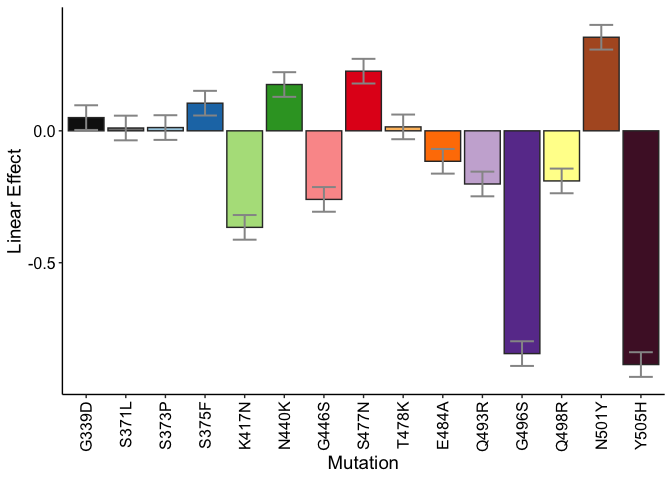 Linear Effect
0.0
-0.5
G339D
S371L
S373P
S375F
K417N
N440K
G446S
S477N
T478K
E484A
Q493R
G496S
Q498R
N501Y
Y505H
Mutation